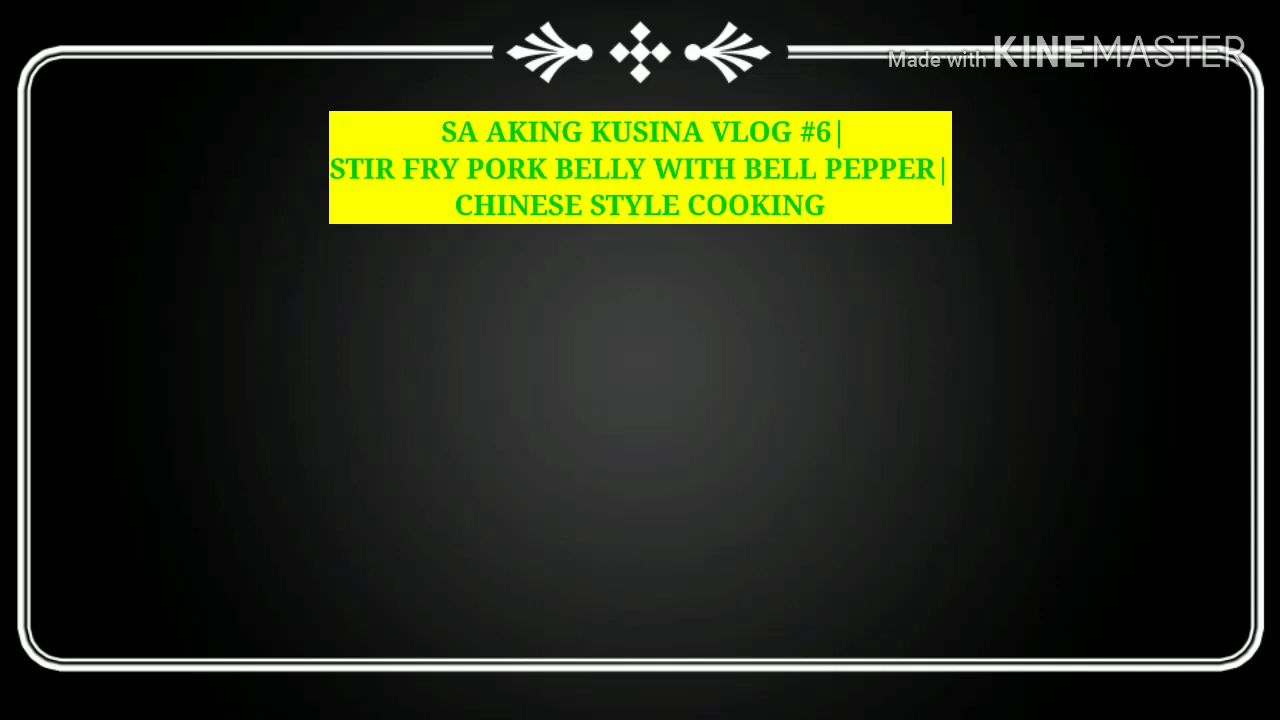 Made with KINEMASTER
SA AKING KUSINA VLOG #6|
STIR FRY PORK BELLY WITH BELL PEPPER|
CHINESE STYLE COOKING